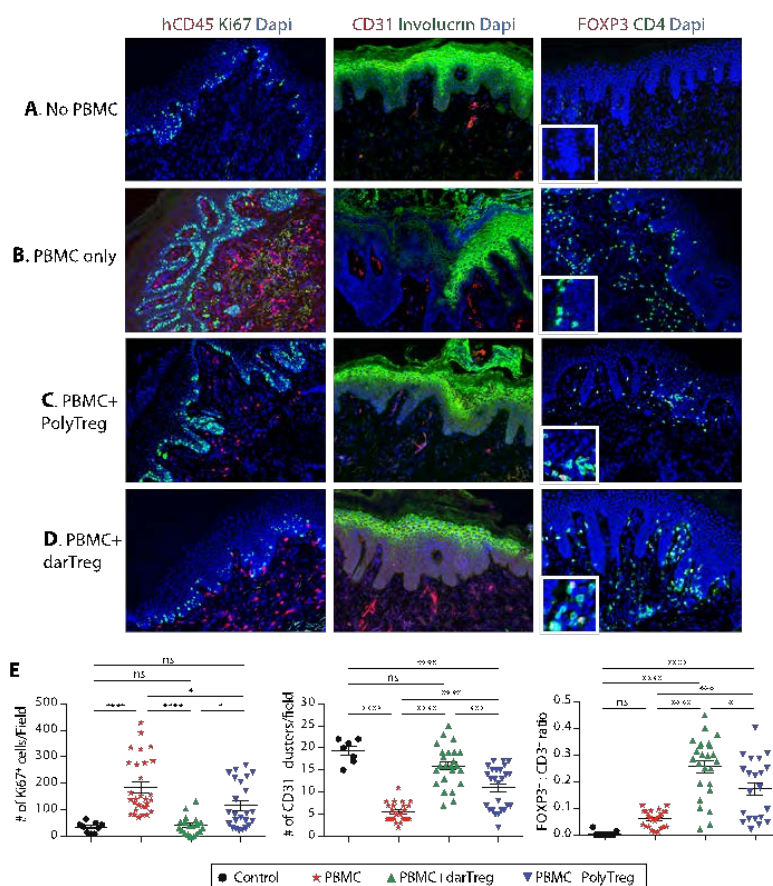 hCD45 Ki67 Dapi
CD31 Involucrin Dapi
FOXP3 CD4 Dapi
A. No PBMC
B. PBMC only
C. PBMC+
PolyTreg
D. PBMC+
darTreg
E
# of Ki67⁺ cells/Field
500
400
300
200
100
0
ns
ns
*
****
****
*
# of CD31 clusters/field
30
25
20
15
10
5
0
****
ns
****
****
****
***
FOXP3⁺ : CD3⁺ ratio
0.5
0.4
0.3
0.2
0.1
0.0
****
****
***
ns
****
*
Control
PBMC
PBMC darTreg
PBMC PolyTreg